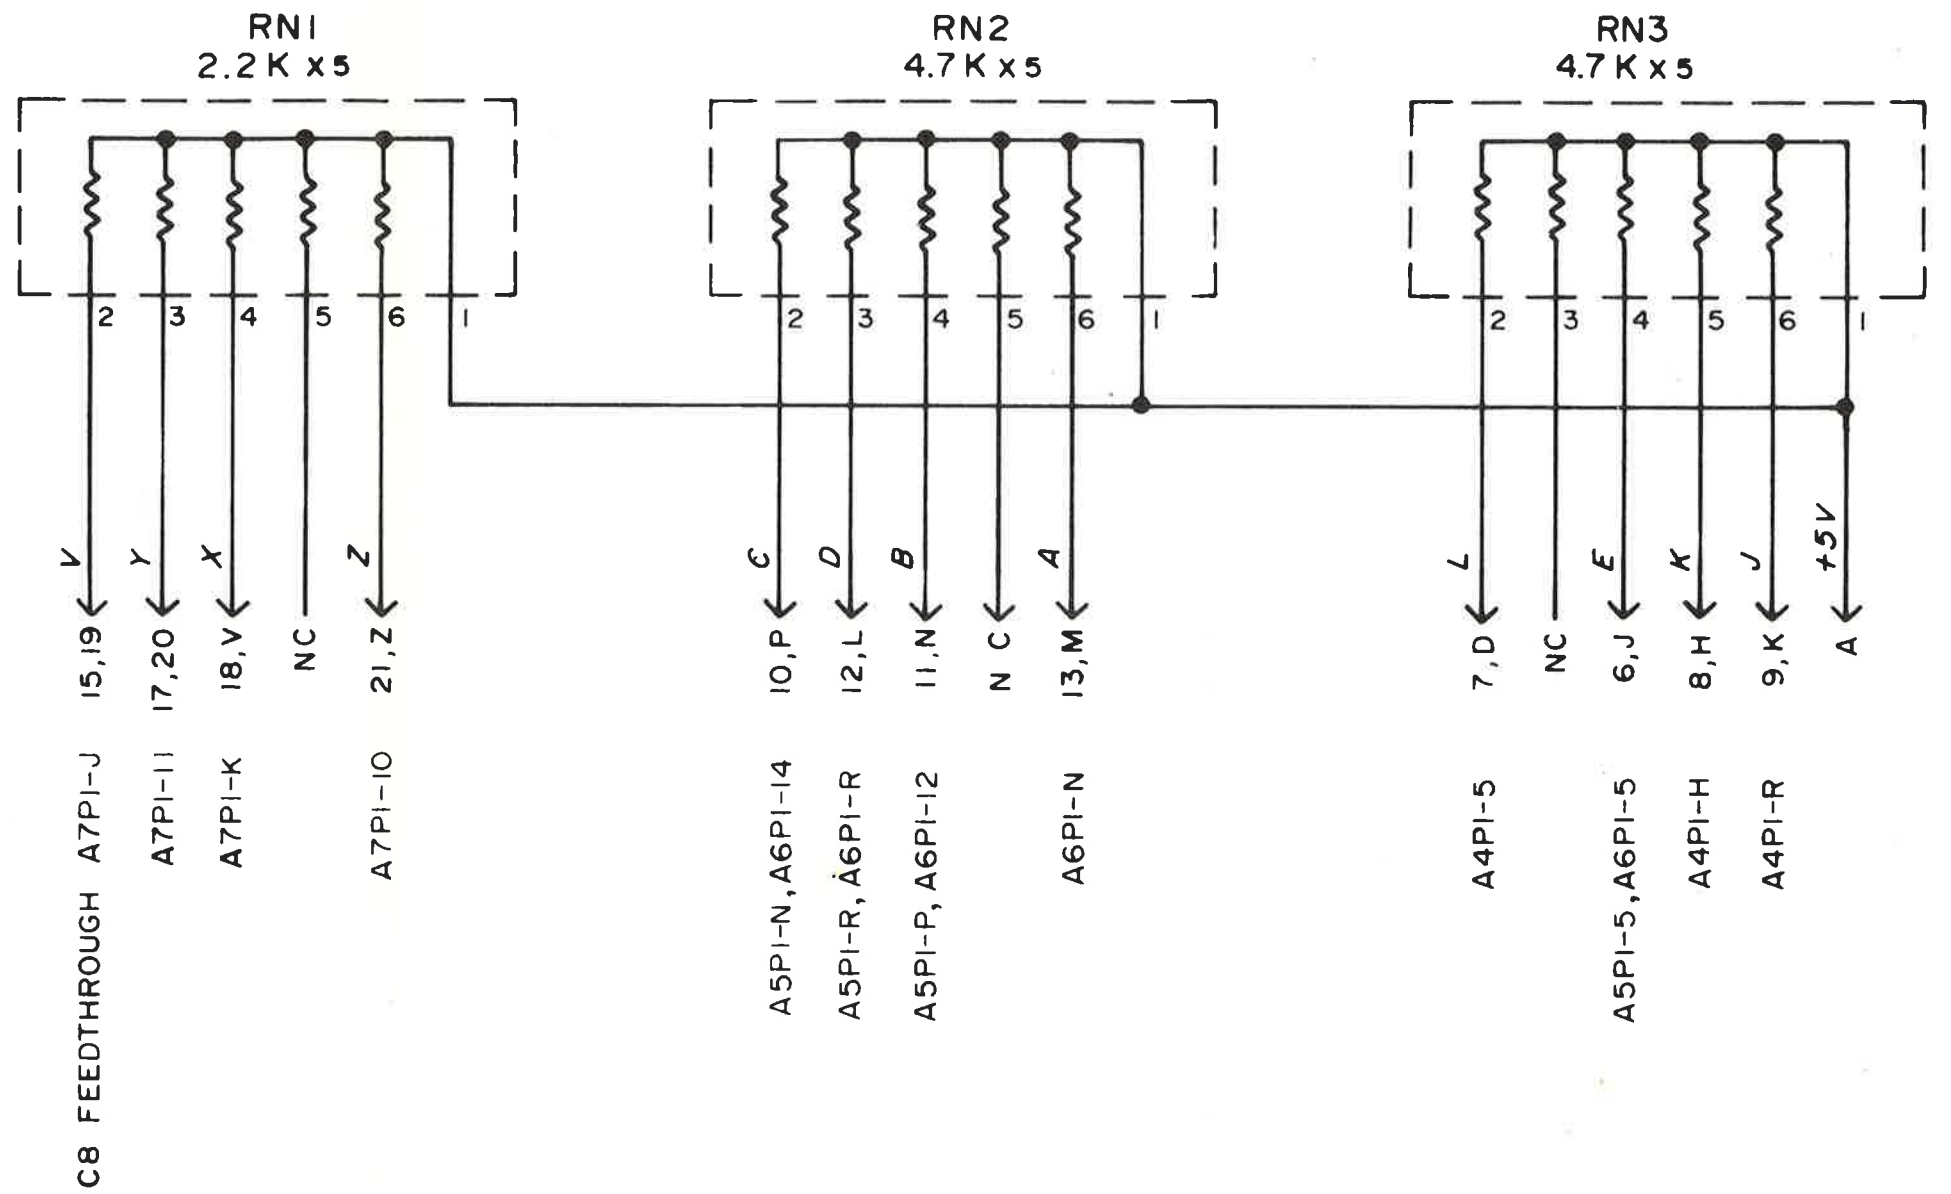 RN1
2.2 K x5
RN2
4.7 K x 5
RN3
4.7 K x 5
2
3
4
5
6
1
2
3
4
5
6
1
2
3
4
5
6
1
V
Y
X
Z
C
D
B
A
L
E
K
J
+5V
15,19
17,20
18,V
NC
21,Z
10,P
12,L
11,N
N C
13,M
7,D
NC
6,J
8,H
9,K
A
C8 FEEDTHROUGH A7P1-J
A7P1-11
A7P1-K
A7P1-10
A5P1-N,A6P1-14
A5P1-R,A6P1-R
A5P1-P,A6P1-12
A6P1-N
A4P1-5
A5P1-5,A6P1-5
A4P1-H
A4P1-R